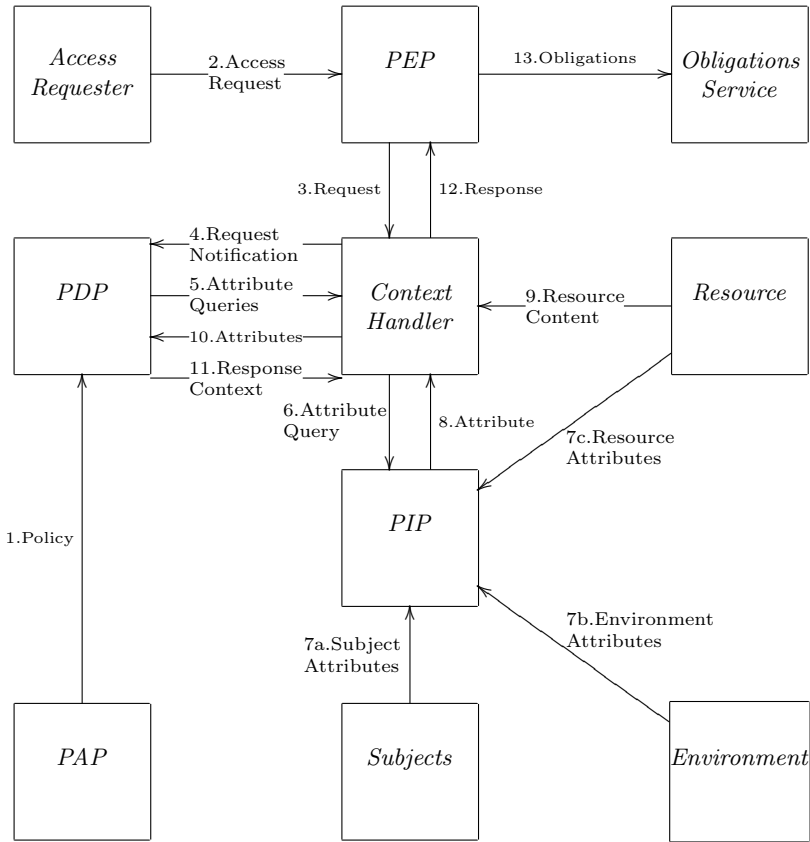 Access
Requester
2.Access
Request
PEP
13.Obligations
Obligations
Service
3.Request
12.Response
PDP
4.Request
Notification
5.Attribute
Queries
10.Attributes
11.Response
Context
Context
Handler
9.Resource
Content
Resource
6.Attribute
Query
8.Attribute
7c.Resource
Attributes
1.Policy
PIP
7a.Subject
Attributes
7b.Environment
Attributes
PAP
Subjects
Environment